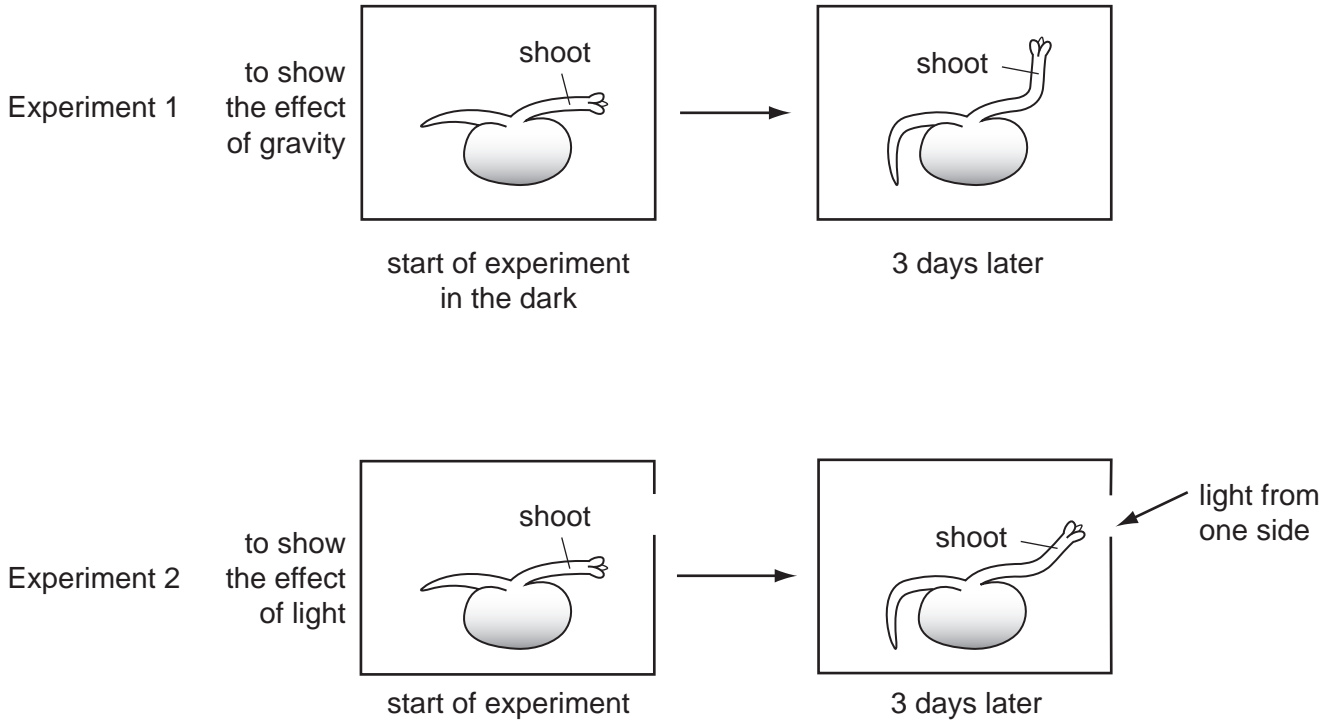 Experiment 1
to show
the effect
of gravity
shoot
shoot
start of experiment
in the dark
3 days later
Experiment 2
to show
the effect
of light
shoot
shoot
light from
one side
start of experiment
3 days later